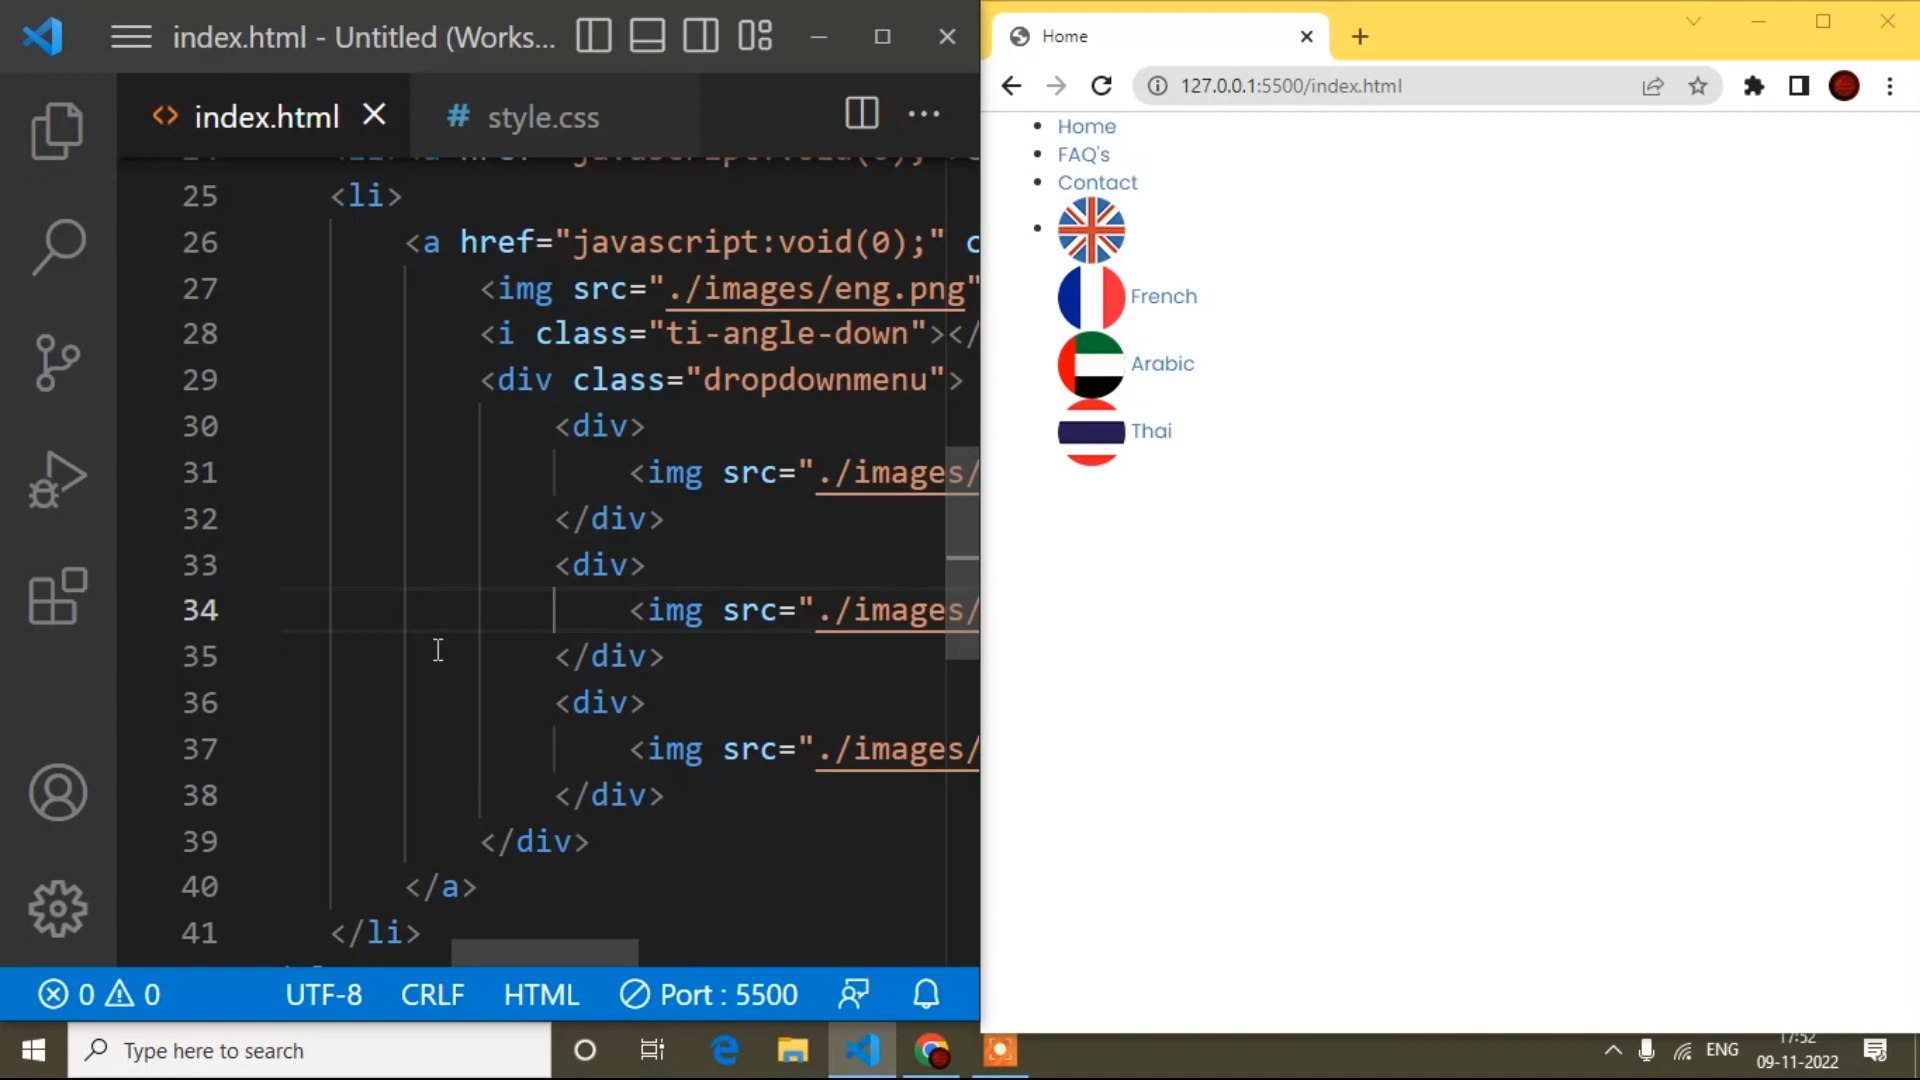 index.html - Untitled (Works...
index.html
# style.css
25 <li>
26 <a href="javascript:void(0);" c
27 <img src="./images/eng.png"
28 <i class="ti-angle-down"></
29 <div class="dropdownmenu">
30 <div>
31 <img src="./images/
32 </div>
33 <div>
34 <img src="./images/
35 </div>
36 <div>
37 <img src="./images/
38 </div>
39 </div>
40 </a>
41 </li>
0 0 UTF-8 CRLF HTML Port : 5500
Type here to search
Home
127.0.0.1:5500/index.html
Home
FAQ's
Contact
French
Arabic
Thai
ENG
17:52
09-11-2022